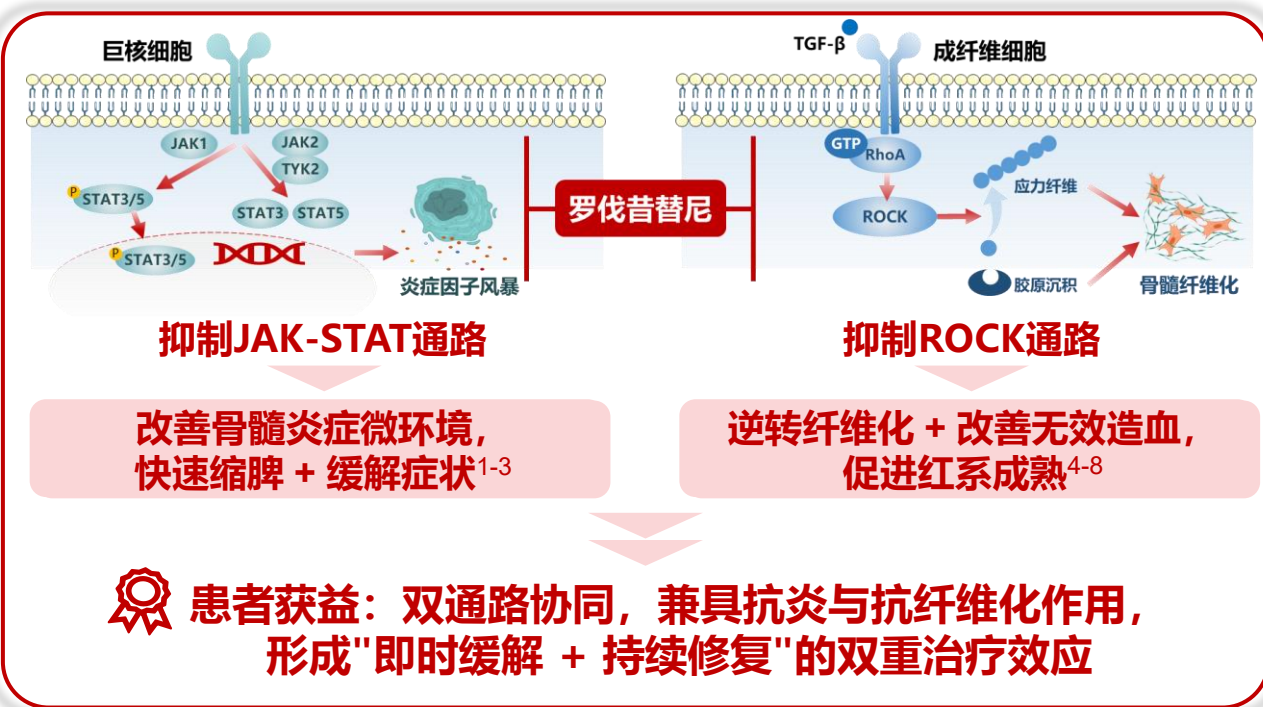 巨核细胞
JAK1
JAK2
TYK2
P
STAT3/5
STAT3
STAT5
P
STAT3/5
炎症因子风暴
罗伐昔替尼
TGF-β
成纤维细胞
GTP
RhoA
ROCK
应力纤维
胶原沉积
骨髓纤维化
抑制JAK-STAT通路
抑制ROCK通路
改善骨髓炎症微环境，
快速缩脾 + 缓解症状1-3
逆转纤维化 + 改善无效造血，
促进红系成熟4-8
患者获益：双通路协同，兼具抗炎与抗纤维化作用，
形成"即时缓解 + 持续修复"的双重治疗效应